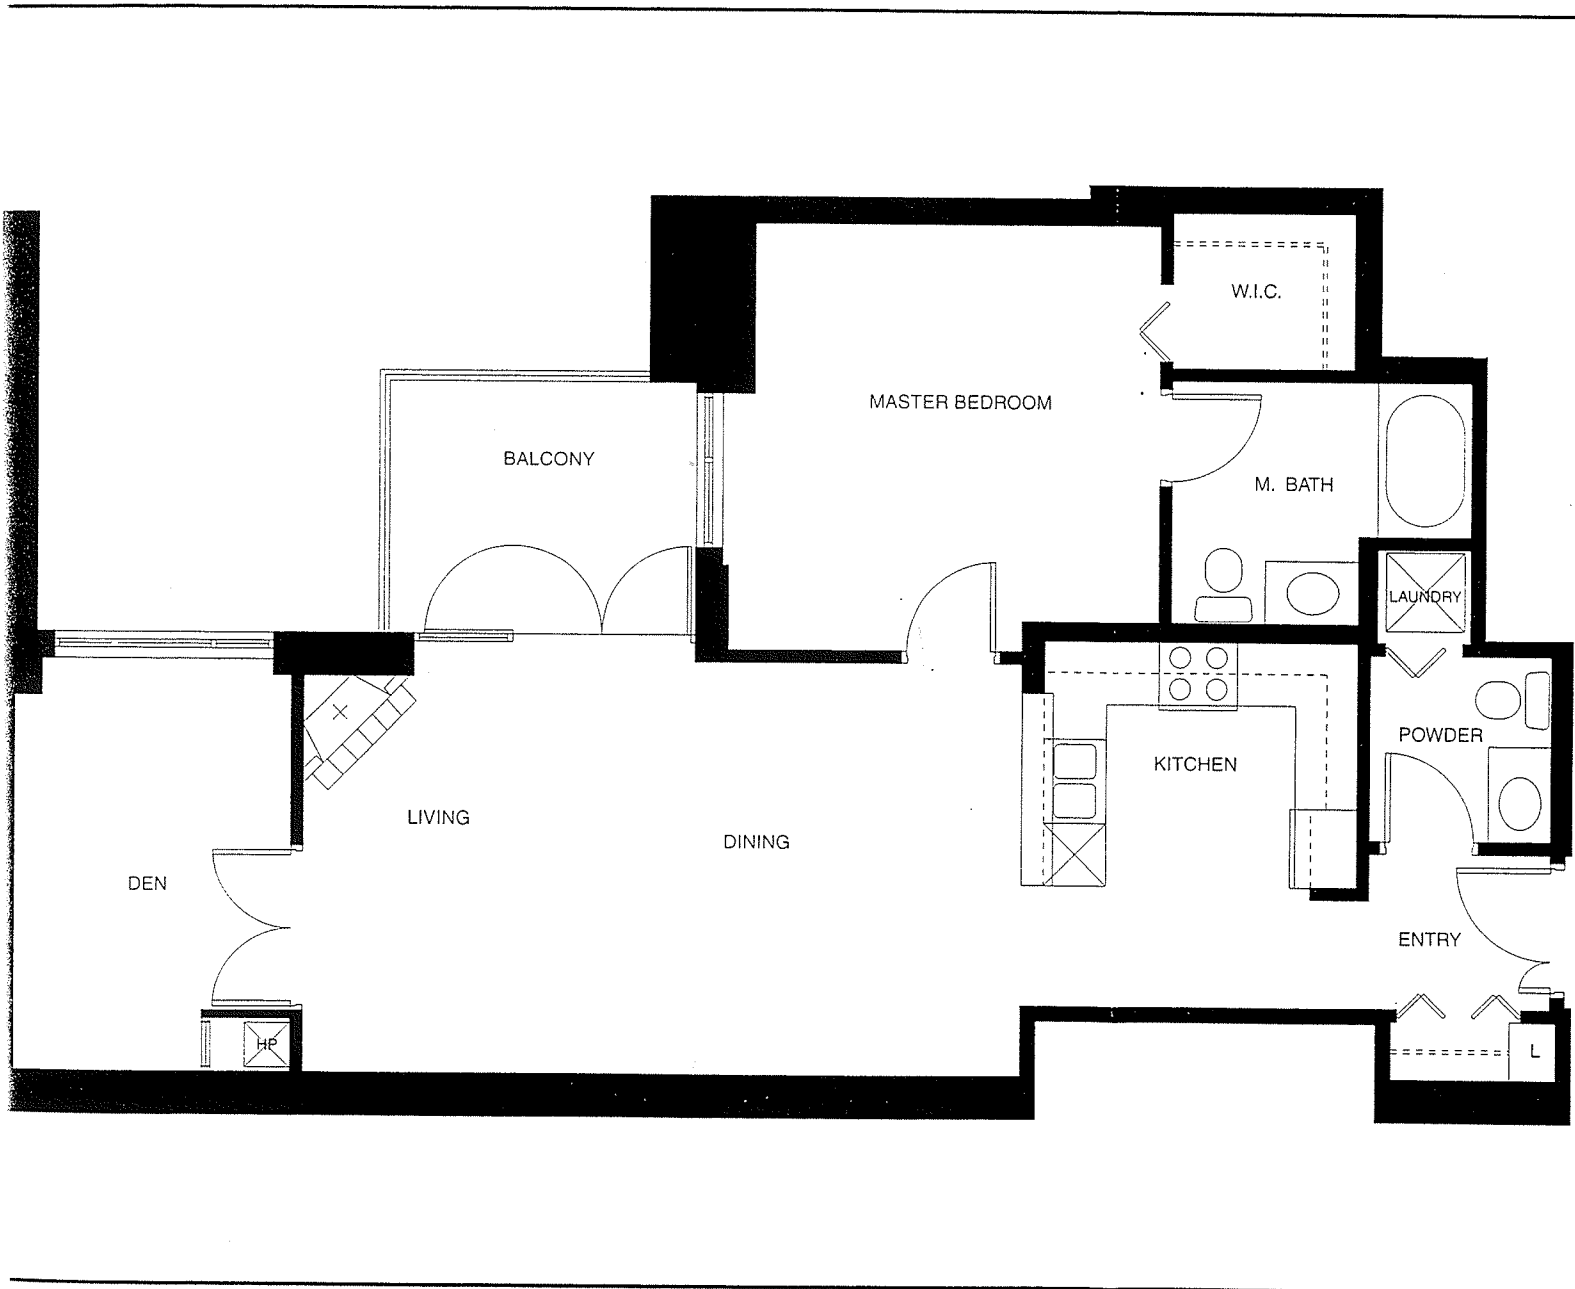 W.I.C.
MASTER BEDROOM
BALCONY
M. BATH
LAUNDRY
POWDER
KITCHEN
LIVING
DINING
DEN
ENTRY
HP
L